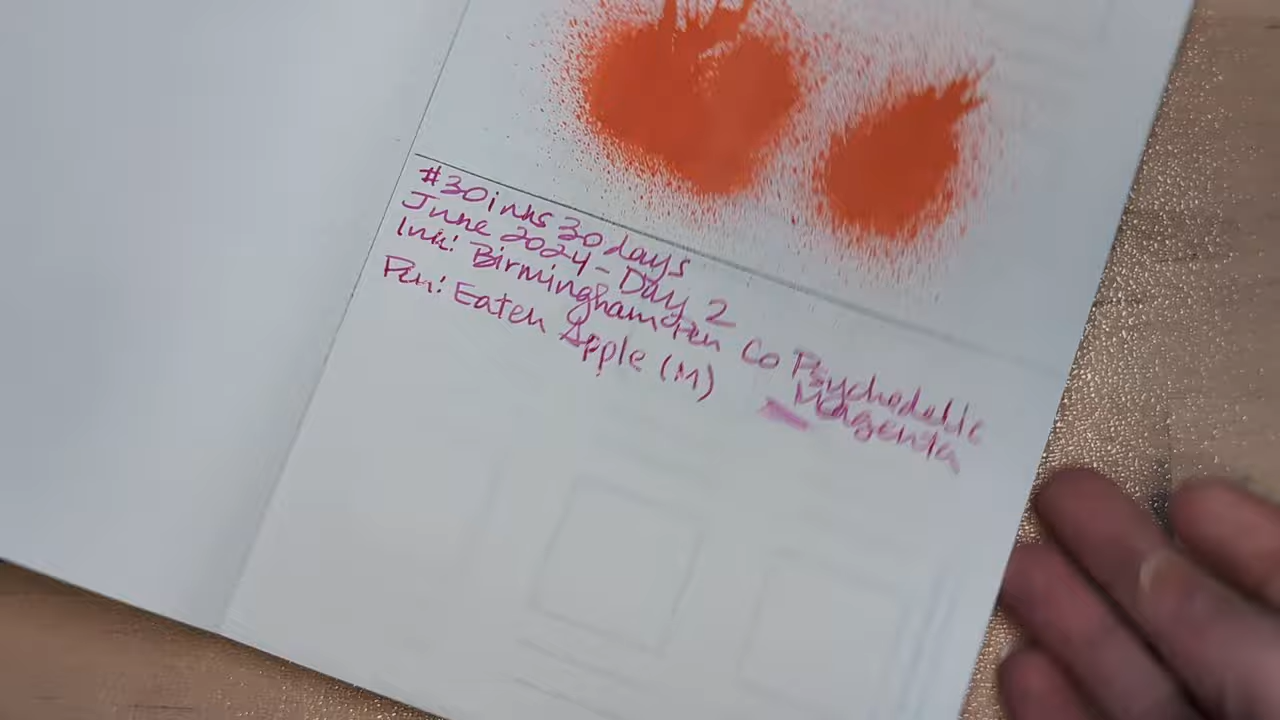 #30inks30days
June 2024 - Day 2
Ink: Birmingham Pen Co Psychedelic
Magenta
Pen: Eaten Apple (M)